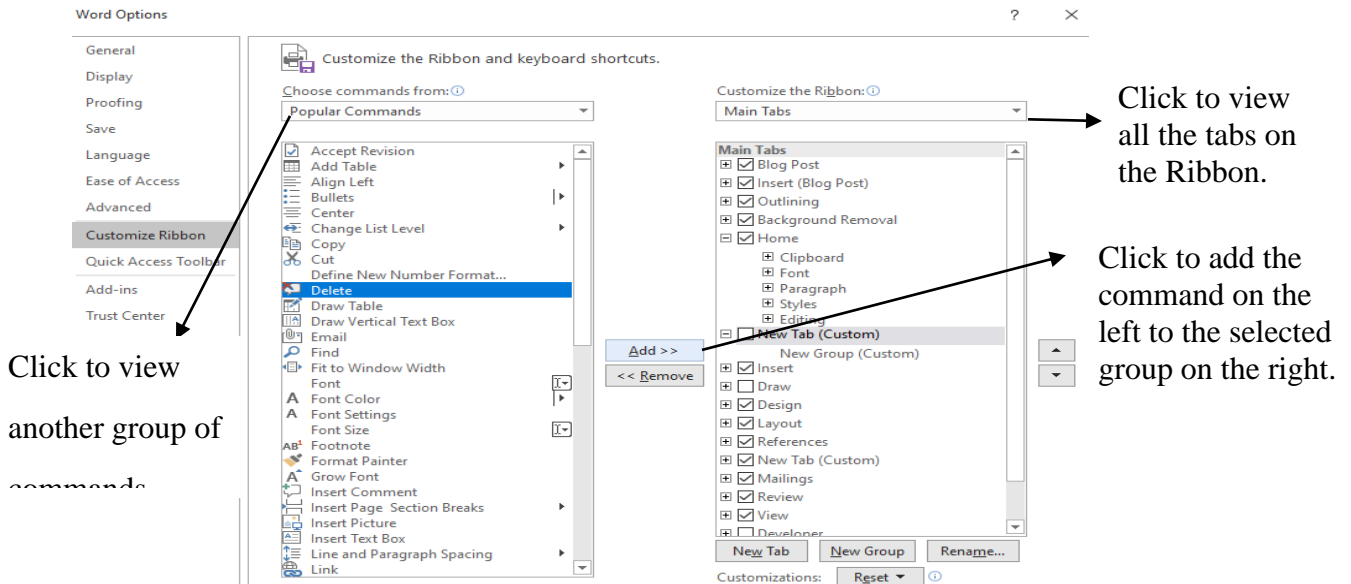 Word Options
?
General
Display
Proofing
Save
Language
Ease of Access
Advanced
Customize Ribbon
Quick Access Toolbar
Add-ins
Trust Center
Customize the Ribbon and keyboard shortcuts.
Choose commands from:
Popular Commands
Accept Revision
Add Table
Align Left
Bullets
Center
Change List Level
Copy
Cut
Define New Number Format...
Delete
Draw Table
Draw Vertical Text Box
Email
Find
Fit to Window Width
Font
Font Color
Font Settings
Font Size
Footnote
Format Painter
Grow Font
Insert Comment
Insert Page Section Breaks
Insert Picture
Insert Text Box
Line and Paragraph Spacing
Link
Add >>
<< Remove
Customize the Ribbon:
Main Tabs
Main Tabs
Blog Post
Insert (Blog Post)
Outlining
Background Removal
Home
Clipboard
Font
Paragraph
Styles
Editing
New Tab (Custom)
New Group (Custom)
Insert
Draw
Design
Layout
References
New Tab (Custom)
Mailings
Review
View
Developer
New Tab
New Group
Rename...
Customizations:
Reset
Click to view
another group of
commands
Click to view
all the tabs on
the Ribbon.
Click to add the
command on the
left to the selected
group on the right.